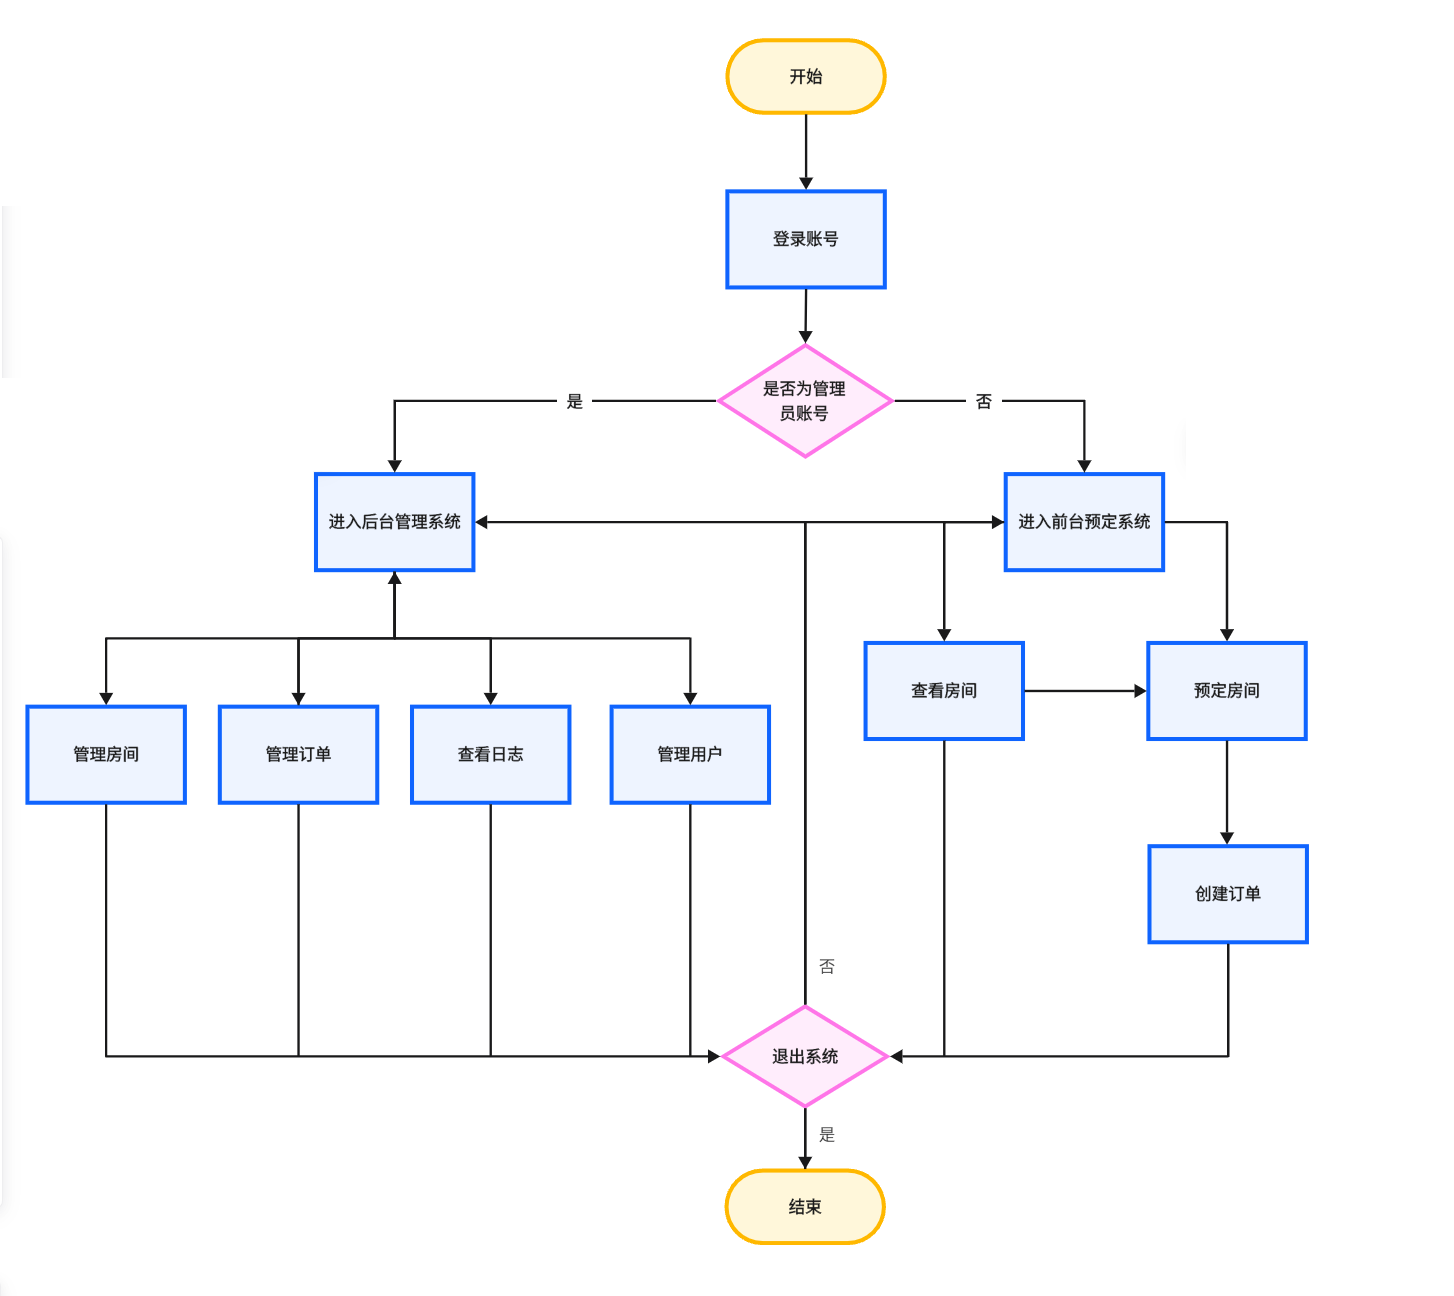 开始
登录账号
是否为管理
员账号
是
否
进入后台管理系统
进入前台预定系统
查看房间
预定房间
管理房间
管理订单
查看日志
管理用户
创建订单
否
退出系统
是
结束